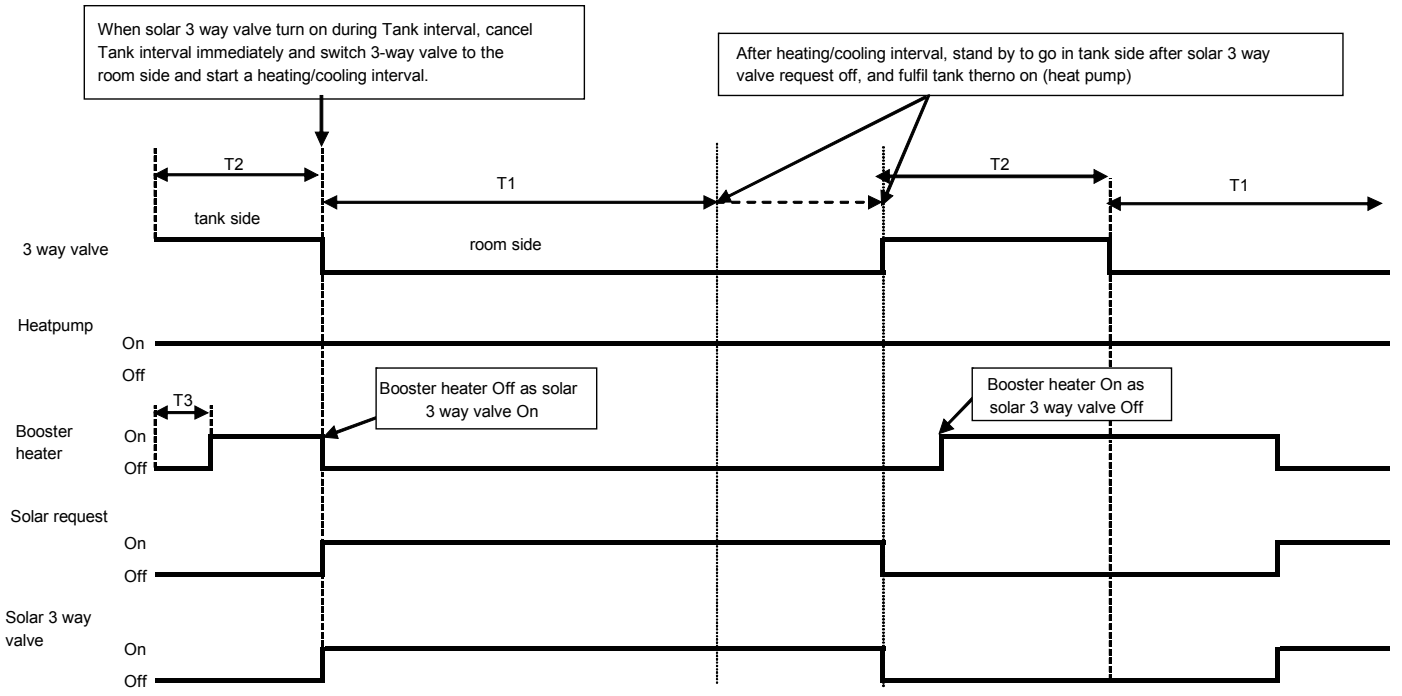 When solar 3 way valve turn on during Tank interval, cancel
Tank interval immediately and switch 3-way valve to the
room side and start a heating/cooling interval.
After heating/cooling interval, stand by to go in tank side after solar 3 way
valve request off, and fulfil tank therno on (heat pump)
T2
T1
T2
T1
tank side
room side
3 way valve
Heatpump
On
Off
T3
Booster heater Off as solar
3 way valve On
Booster heater On as
solar 3 way valve Off
Booster
heater
On
Off
Solar request
On
Off
Solar 3 way
valve
On
Off